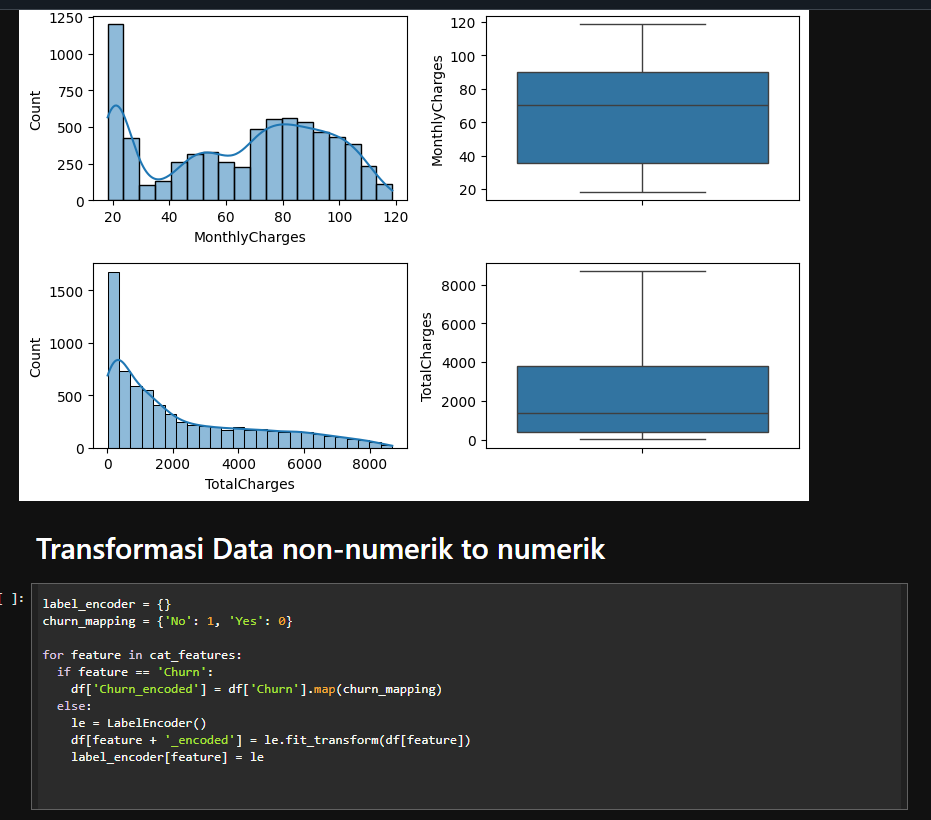 1250
1000
750
500
250
0
Count
20 40 60 80 100 120
MonthlyCharges
120
100
80
60
40
20
MonthlyCharges
1500
1000
500
0
Count
0 2000 4000 6000 8000
TotalCharges
8000
6000
4000
2000
0
TotalCharges
Transformasi Data non-numerik to numerik
[ ]:
label_encoder = {}
churn_mapping = {'No': 1, 'Yes': 0}
for feature in cat_features:
  if feature == 'Churn':
    df['Churn_encoded'] = df['Churn'].map(churn_mapping)
  else:
    le = LabelEncoder()
    df[feature + '_encoded'] = le.fit_transform(df[feature])
    label_encoder[feature] = le